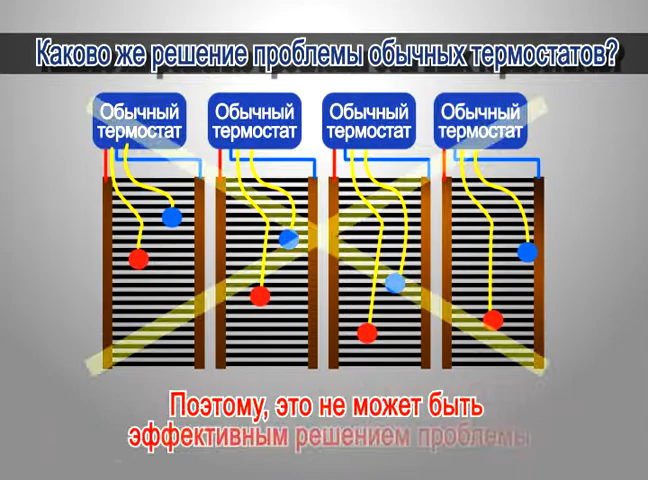 Каково же решение проблемы обычных термостатов?
Обычный
термостат
Обычный
термостат
Обычный
термостат
Обычный
термостат
Поэтому, это не может быть
эффективным решением проблемы